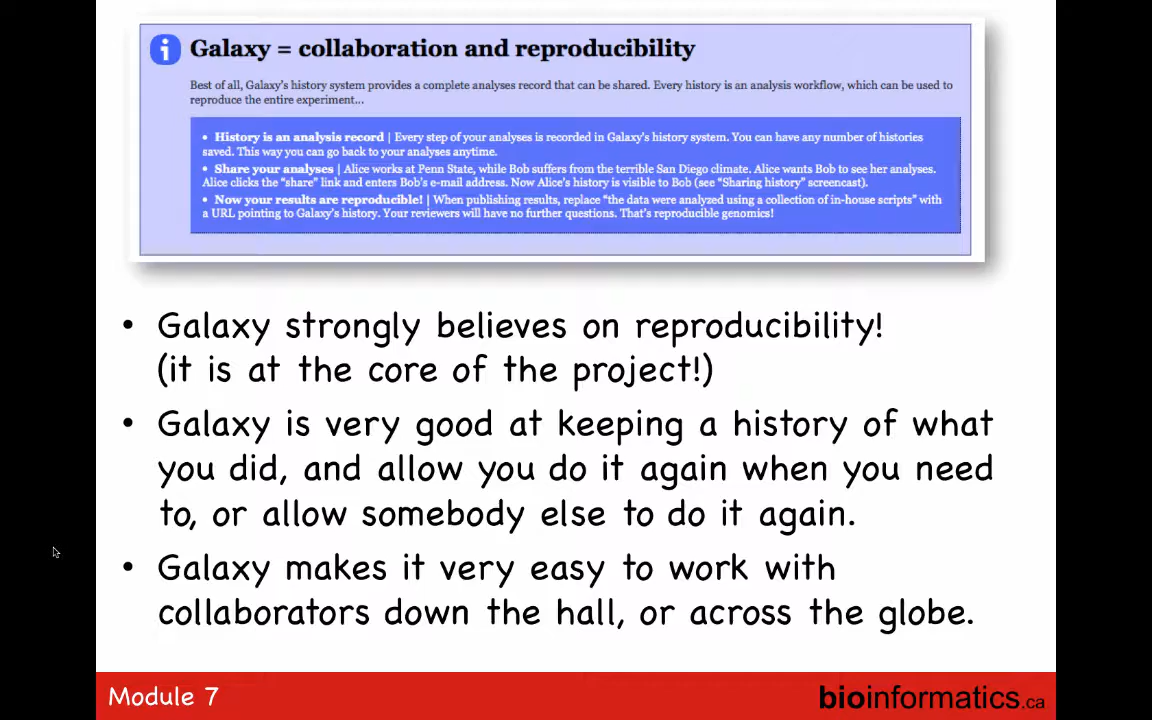 Galaxy = collaboration and reproducibility
Best of all, Galaxy's history system provides a complete analyses record that can be shared. Every history is an analysis workflow, which can be used to
reproduce the entire experiment...
• History is an analysis record | Every step of your analyses is recorded in Galaxy's history system. You can have any number of histories
saved. This way you can go back to your analyses anytime.
• Share your analyses | Alice works at Penn State, while Bob suffers from the terrible San Diego climate. Alice wants Bob to see her analyses.
Alice clicks the "share" link and enters Bob's e-mail address. Now Alice's history is visible to Bob (see "Sharing history" screencast).
• Now your results are reproducible! | When publishing results, replace "the data were analyzed using a collection of in-house scripts" with
a URL pointing to Galaxy's history. Your reviewers will have no further questions. That's reproducible genomics!
• Galaxy strongly believes on reproducibility!
(it is at the core of the project!)
• Galaxy is very good at keeping a history of what
you did, and allow you do it again when you need
to, or allow somebody else to do it again.
• Galaxy makes it very easy to work with
collaborators down the hall, or across the globe.
Module 7
bioinformatics.ca